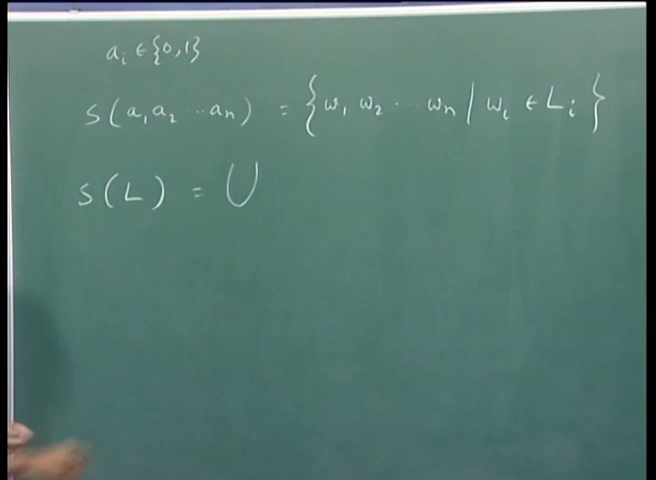 aᵢ ∈ {0,1}
S(a₁a₂ ⋯ aₙ) = {w₁ w₂ ⋯ wₙ | wᵢ ∈ Lᵢ}
S(L) = ∪